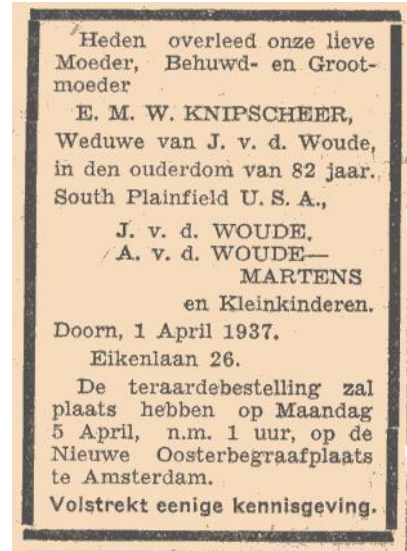 Heden overleed onze lieve
Moeder, Behuwd- en Groot-
moeder
E. M. W. KNIPSCHEER,
Weduwe van J. v. d. Woude,
in den ouderdom van 82 jaar.
South Plainfield U. S. A.,
J. v. d. WOUDE,
A. v. d. WOUDE—
MARTENS
en Kleinkinderen.
Doorn, 1 April 1937.
Eikenlaan 26.
De teraardebestelling zal
plaats hebben op Maandag
5 April, n.m. 1 uur, op de
Nieuwe Oosterbegraafplaats
te Amsterdam.
Volstrekt eenige kennisgeving.